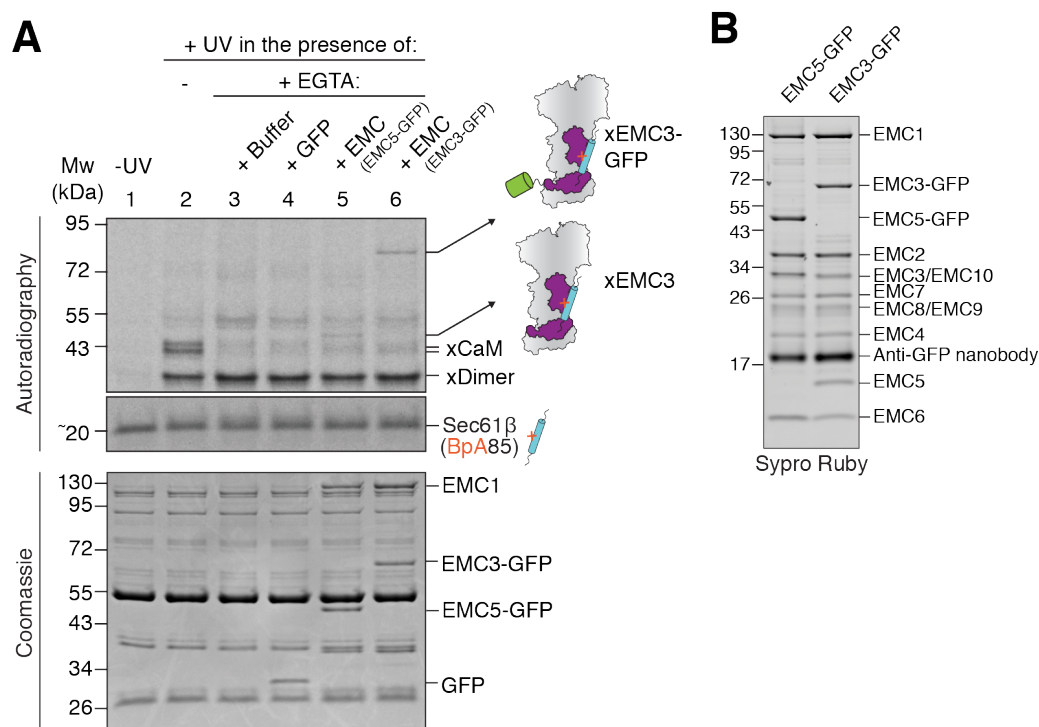 A
+ UV in the presence of:
-
+ EGTA:
Mw
(kDa)
-UV
+ Buffer
+ GFP
+ EMC
(EMC5-GFP)
+ EMC
(EMC3-GFP)
1 2 3 4 5 6
Autoradiography
95
72
55
43
~20
xEMC3-
GFP
xEMC3
xCaM
xDimer
Sec61β
(BpA85)
Coomassie
130
95
72
55
43
34
26
EMC1
EMC3-GFP
EMC5-GFP
GFP
B
EMC5-GFP
EMC3-GFP
130
95
72
55
43
34
26
17
EMC1
EMC3-GFP
EMC5-GFP
EMC2
EMC3/EMC10
EMC7
EMC8/EMC9
EMC4
Anti-GFP nanobody
EMC5
EMC6
Sypro Ruby